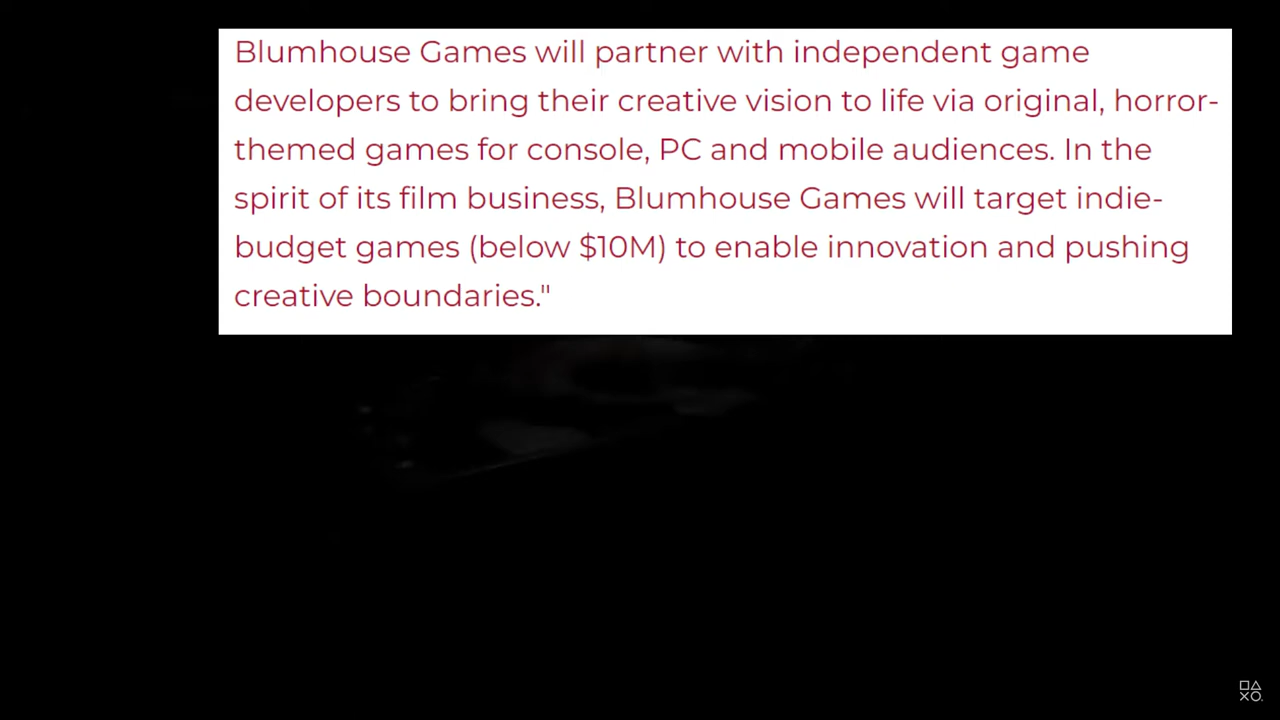 Blumhouse Games will partner with independent game
developers to bring their creative vision to life via original, horror-
themed games for console, PC and mobile audiences. In the
spirit of its film business, Blumhouse Games will target indie-
budget games (below $10M) to enable innovation and pushing
creative boundaries."